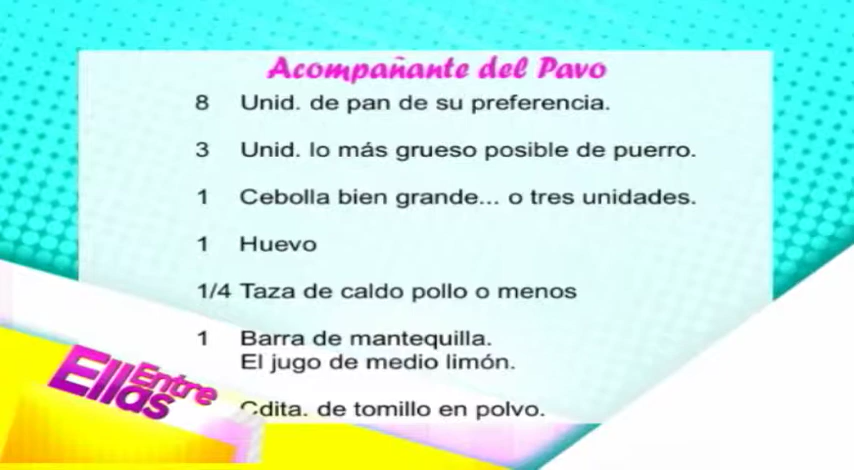 Acompañante del Pavo
8 Unid. de pan de su preferencia.
3 Unid. lo más grueso posible de puerro.
1 Cebolla bien grande... o tres unidades.
1 Huevo
1/4 Taza de caldo pollo o menos
1 Barra de mantequilla.
El jugo de medio limón.
Cdita. de tomillo en polvo.
Entre
Ellas